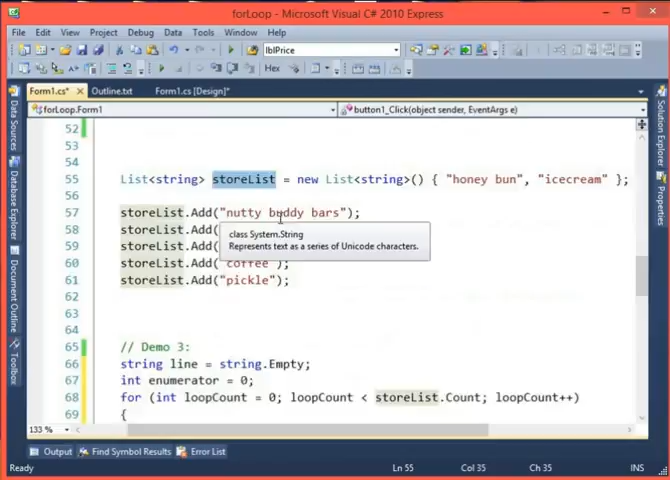 forLoop - Microsoft Visual C# 2010 Express
File Edit View Project Debug Data Tools Window Help
lblPrice
Hex
Form1.cs* Outline.txt Form1.cs [Design]*
forLoop.Form1 button1_Click(object sender, EventArgs e)
52
53
54
55 List<string> storeList = new List<string>() { "honey bun", "icecream" };
56
57 storeList.Add("nutty buddy bars");
58 storeList.Add(
class System.String
59 storeList.Add(
Represents text as a series of Unicode characters.
60 storeList.Add("coffee");
61 storeList.Add("pickle");
62
63
64
65 // Demo 3:
66 string line = string.Empty;
67 int enumerator = 0;
68 for (int loopCount = 0; loopCount < storeList.Count; loopCount++)
69 {
133 %
Output Find Symbol Results Error List
Ready Ln 55 Col 35 Ch 35 INS
Data Sources
Database Explorer
Document Outline
Toolbox
Solution Explorer
Properties